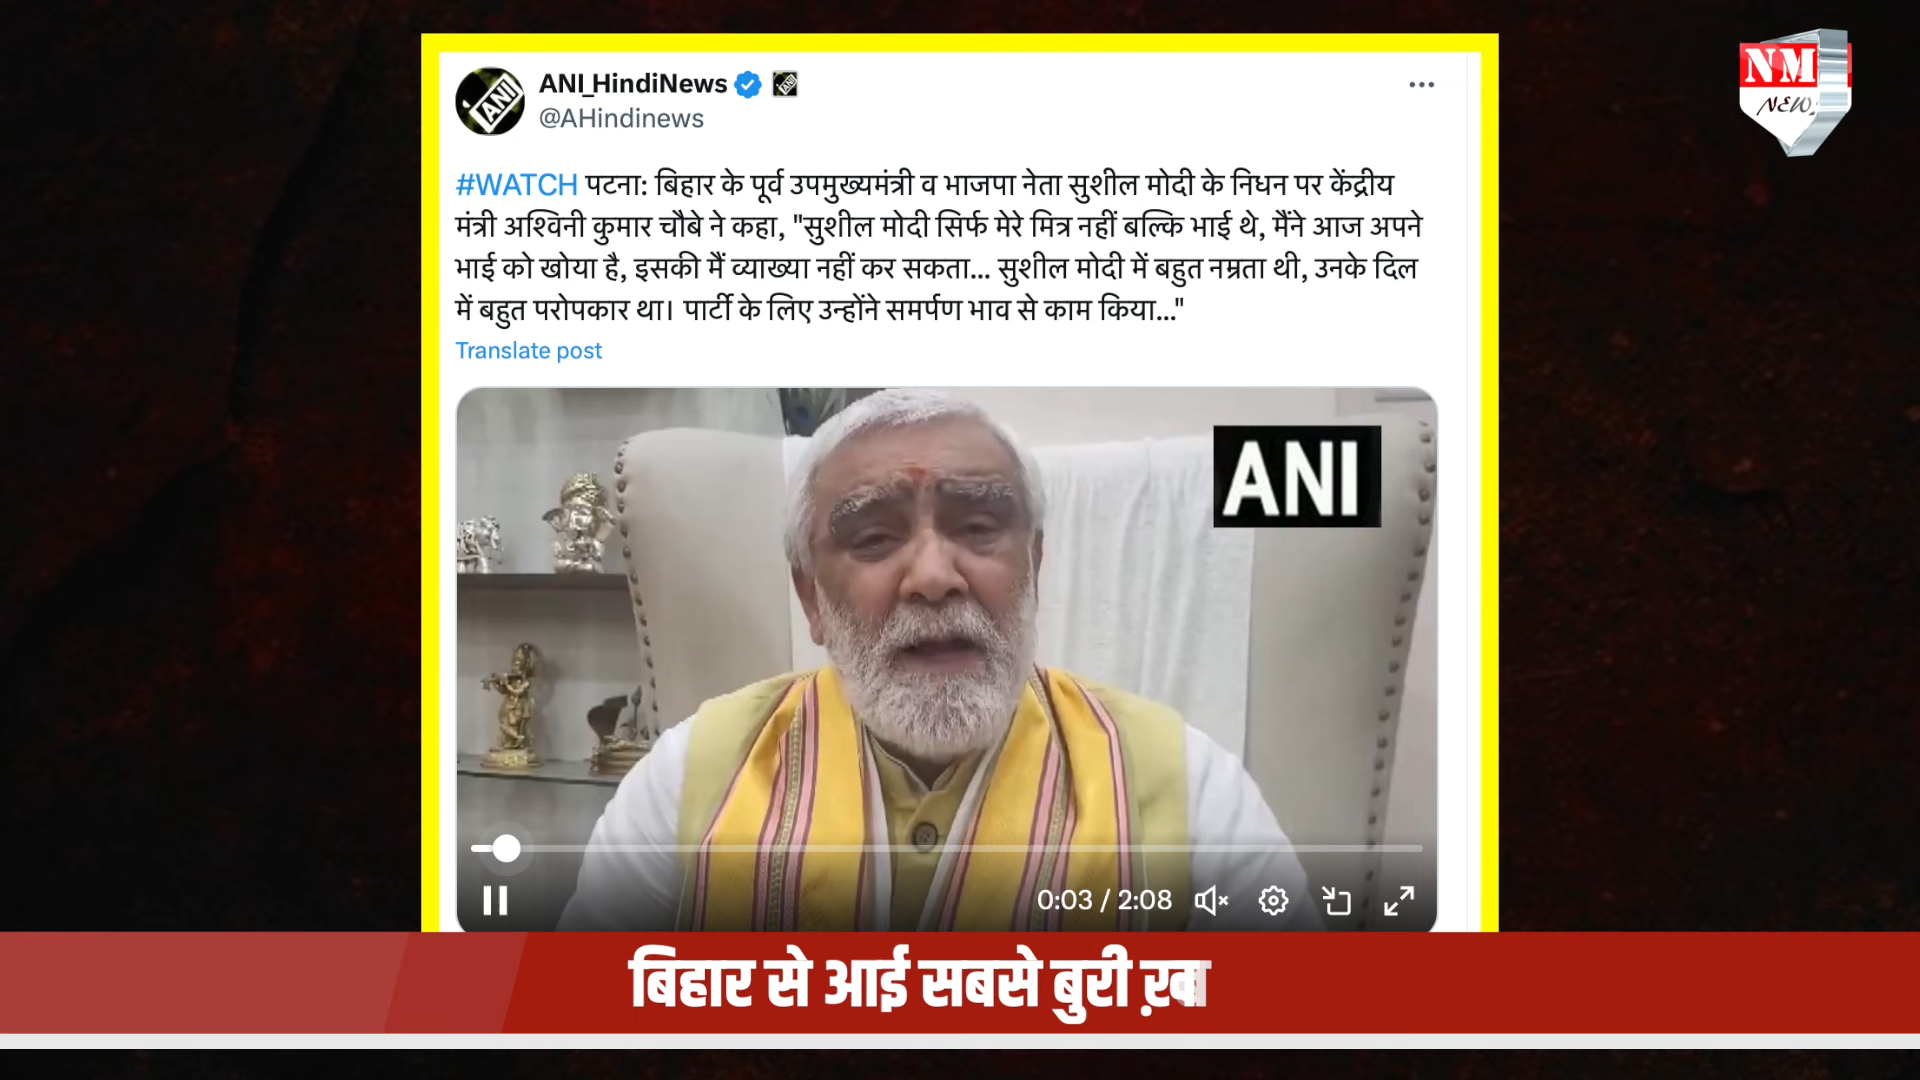 ANI_HindiNews
@AHindinews
#WATCH पटना: बिहार के पूर्व उपमुख्यमंत्री व भाजपा नेता सुशील मोदी के निधन पर केंद्रीय
मंत्री अश्विनी कुमार चौबे ने कहा, "सुशील मोदी सिर्फ मेरे मित्र नहीं बल्कि भाई थे, मैंने आज अपने
भाई को खोया है, इसकी मैं व्याख्या नहीं कर सकता... सुशील मोदी में बहुत नम्रता थी, उनके दिल
में बहुत परोपकार था। पार्टी के लिए उन्होंने समर्पण भाव से काम किया..."
Translate post
ANI
0:03 / 2:08
बिहार से आई सबसे बुरी
NM
NEWS
ANI